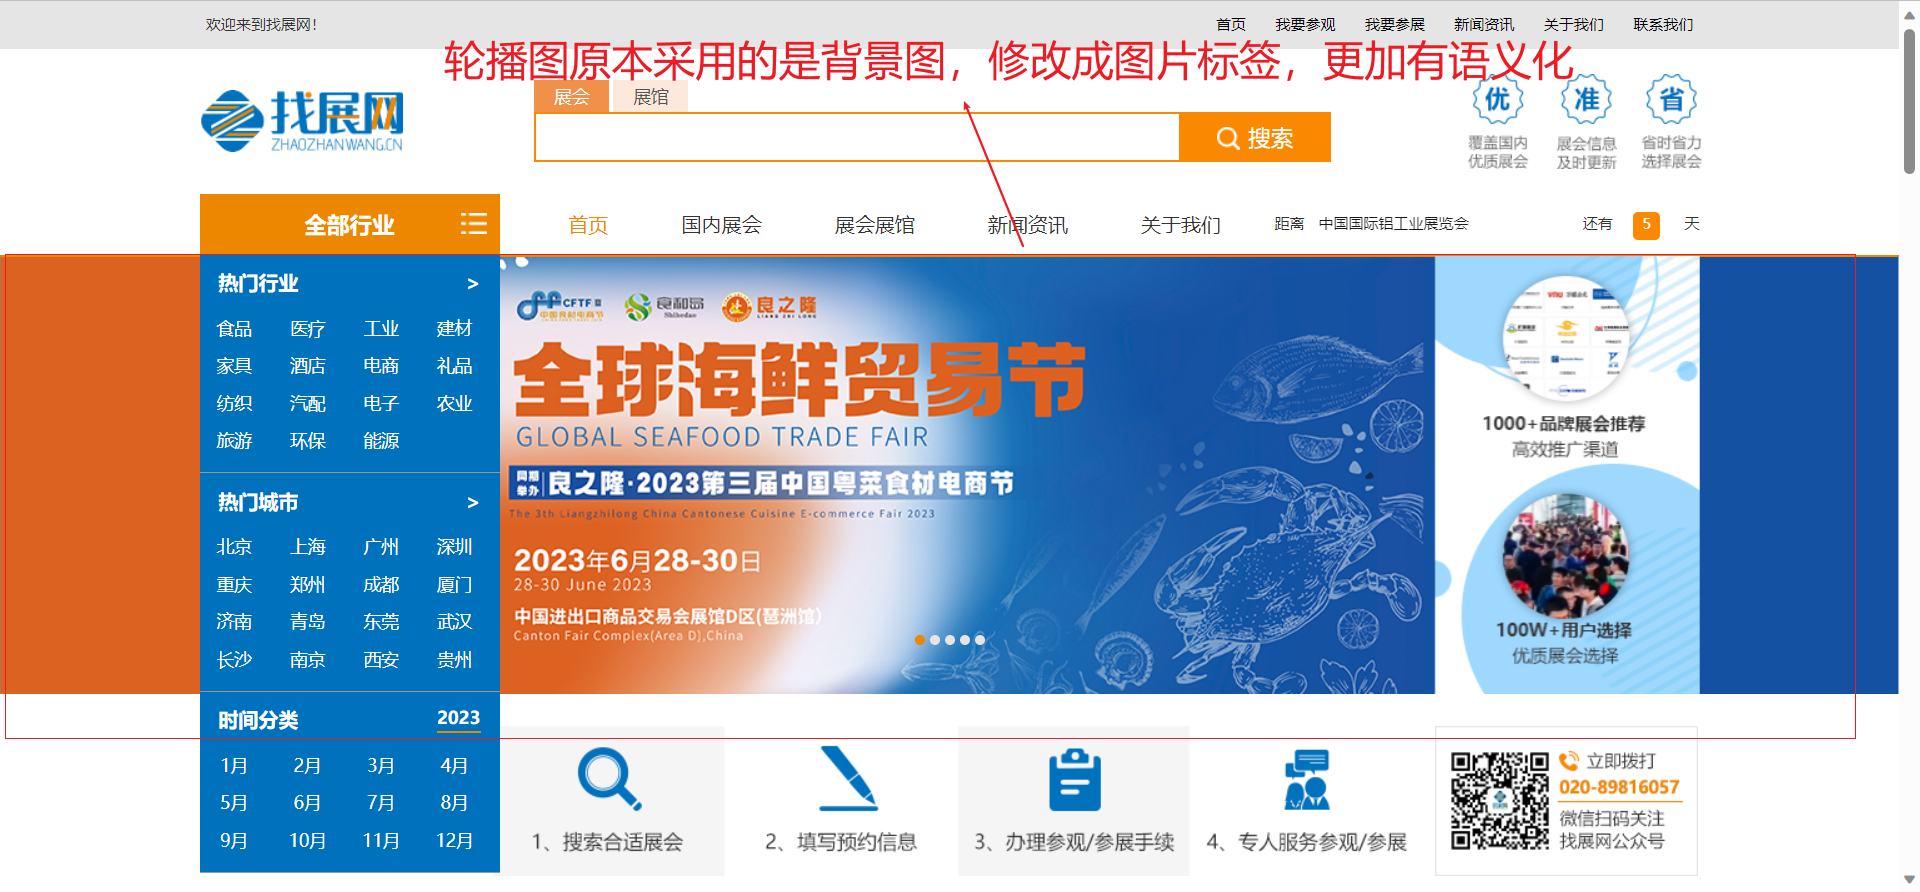 欢迎来到找展网!
首页 我要参观 我要参展 新闻资讯 关于我们 联系我们
轮播图原本采用的是背景图，修改成图片标签，更加有语义化
找展网
ZHAOZHANWANG.CN
展会 展馆
搜索
优 准 省
覆盖国内 展会信息 省时省力
优质展会 及时更新 选择展会
全部行业
首页 国内展会 展会展馆 新闻资讯 关于我们 距离 中国国际铝工业展览会 还有 5 天
热门行业 >
食品 医疗 工业 建材
家具 酒店 电商 礼品
纺织 汽配 电子 农业
旅游 环保 能源
热门城市 >
北京 上海 广州 深圳
重庆 郑州 成都 厦门
济南 青岛 东莞 武汉
长沙 南京 西安 贵州
时间分类 2023
1月 2月 3月 4月
5月 6月 7月 8月
9月 10月 11月 12月
CFTF
中国食材电商节
良和易
Shihedao
良之隆
LIANG ZHI LONG
全球海鲜贸易节
GLOBAL SEAFOOD TRADE FAIR
同期举办 良之隆·2023第三届中国粤菜食材电商节
The 3th Liangzhilong China Cantonese Cuisine E-commerce Fair 2023
2023年6月28-30日
28-30 June 2023
中国进出口商品交易会展馆D区(琶洲馆)
Canton Fair Complex(Area D),China
1000+品牌展会推荐
高效推广渠道
100W+用户选择
优质展会选择
1、搜索合适展会
2、填写预约信息
3、办理参观/参展手续
4、专人服务参观/参展
立即拨打
020-89816057
微信扫码关注
找展网公众号